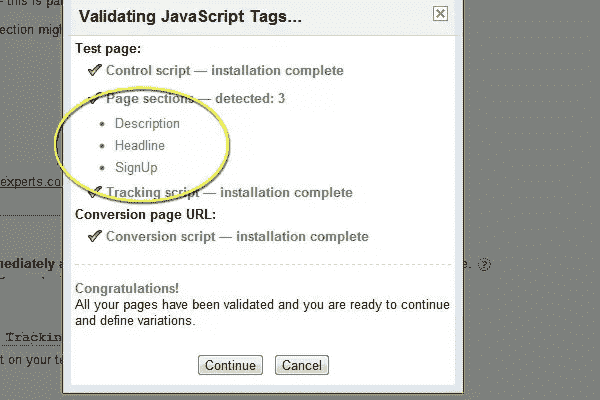 – this is pa
Validating JavaScript Tags...
ection migh
Test page:
Control script — installation complete
Page sections — detected: 3
Description
Headline
SignUp
experts.co
Tracking script — installation complete
Conversion page URL:
Conversion script — installation complete
mediately a
e.
Congratulations!
All your pages have been validated and you are ready to continue
and define variations.
Trackin
t on your te
Continue Cancel